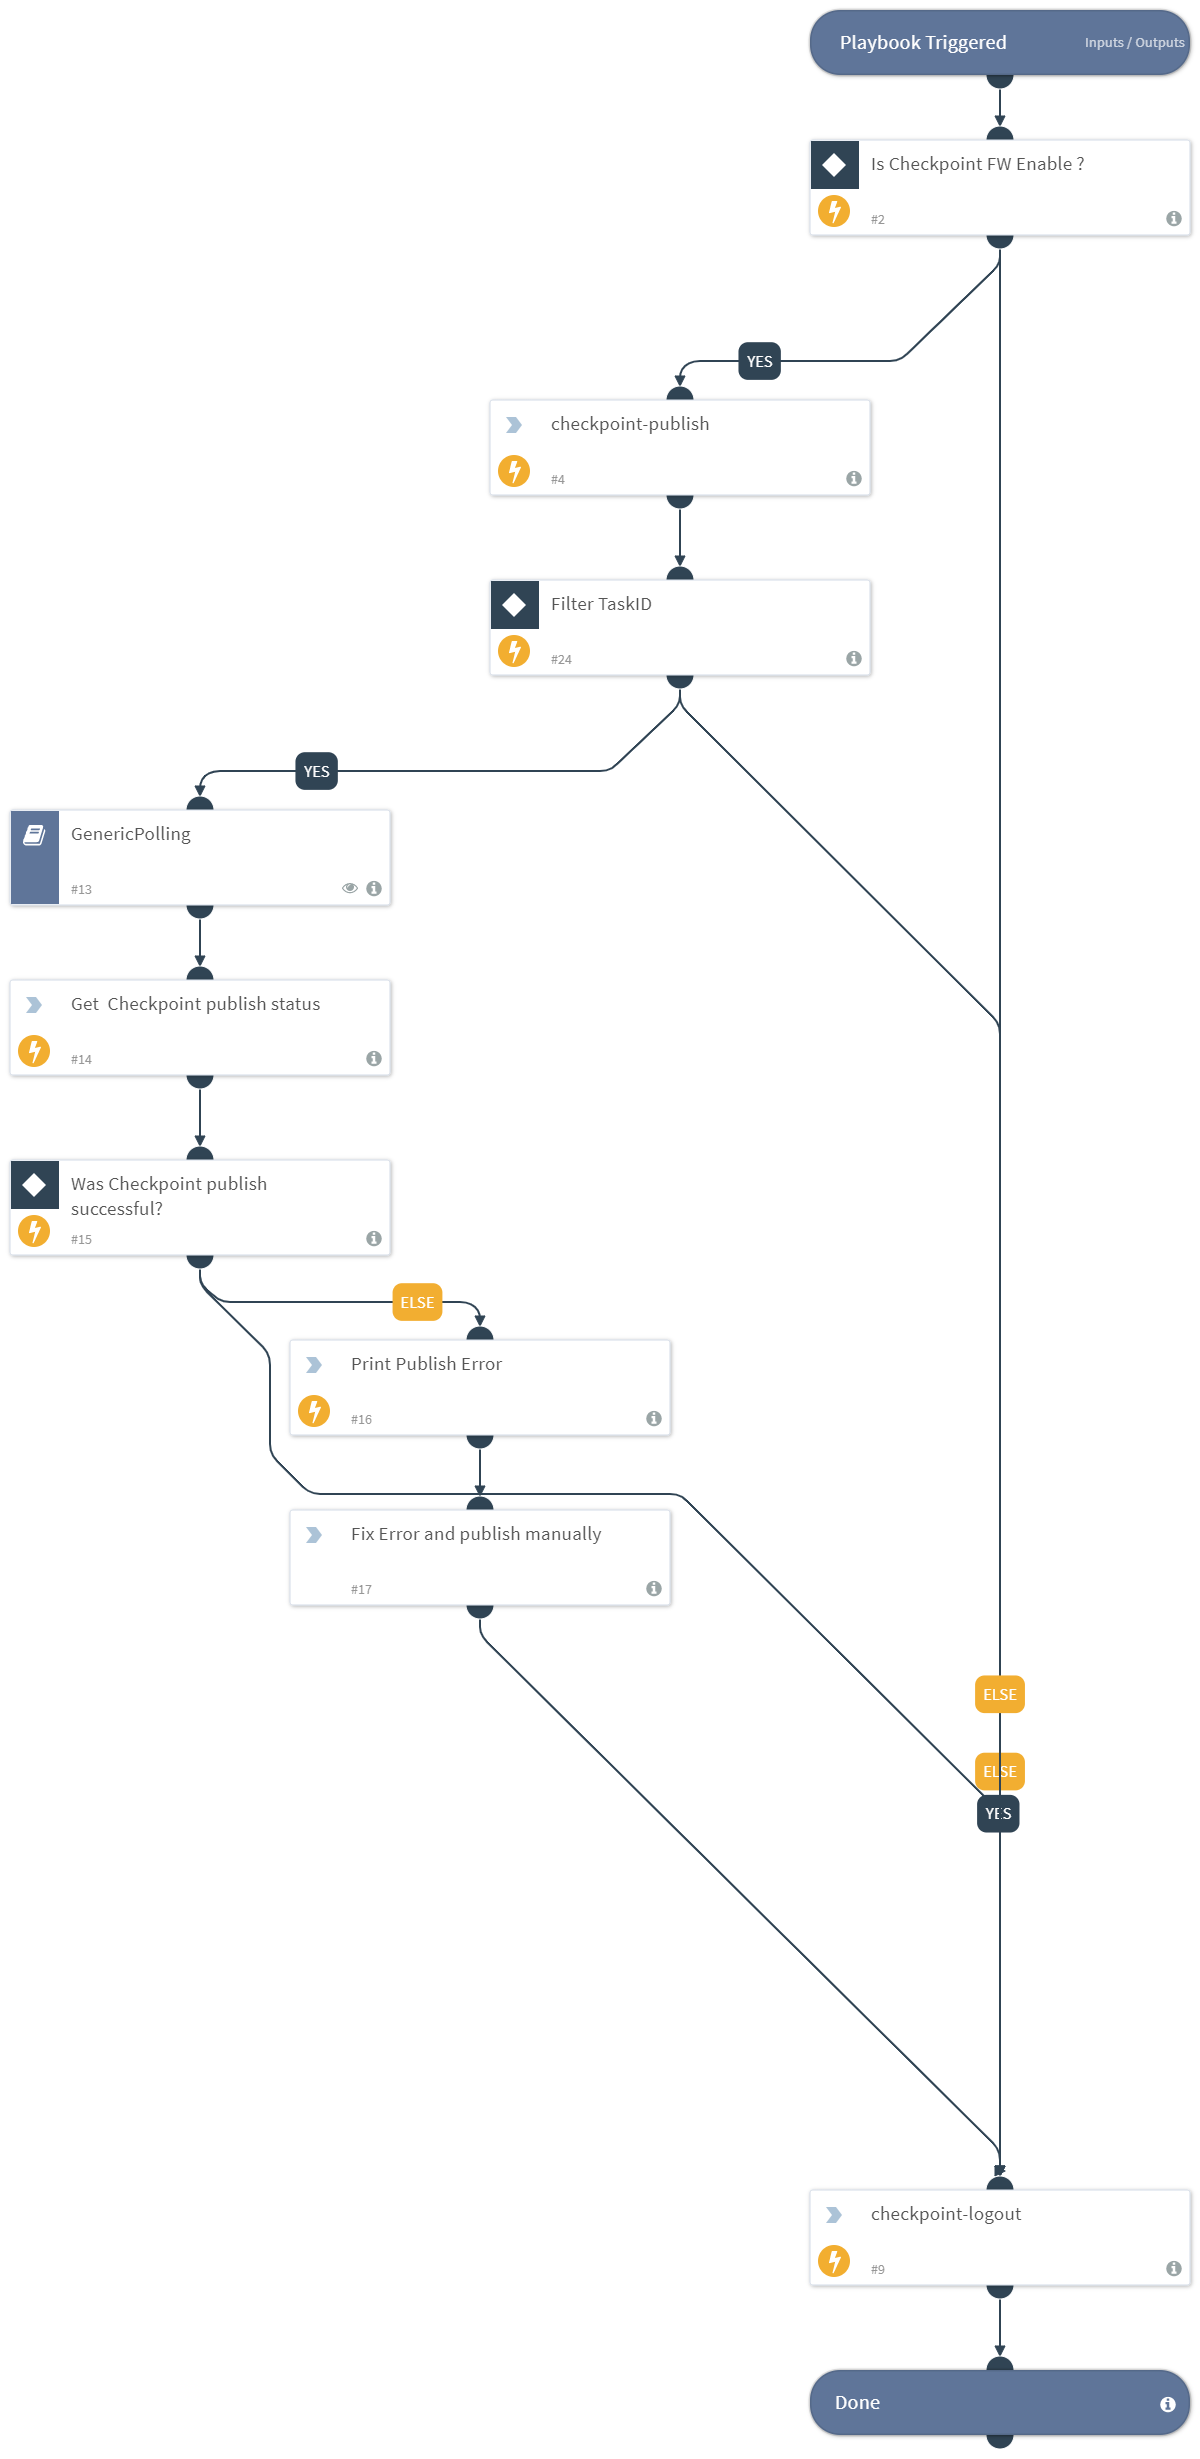 Playbook Triggered
Inputs / Outputs
Is Checkpoint FW Enable ?
#2
YES
checkpoint-publish
#4
Filter TaskID
#24
YES
GenericPolling
#13
Get  Checkpoint publish status
#14
Was Checkpoint publish
successful?
#15
ELSE
Print Publish Error
#16
Fix Error and publish manually
#17
ELSE
ELSE
YES
checkpoint-logout
#9
Done